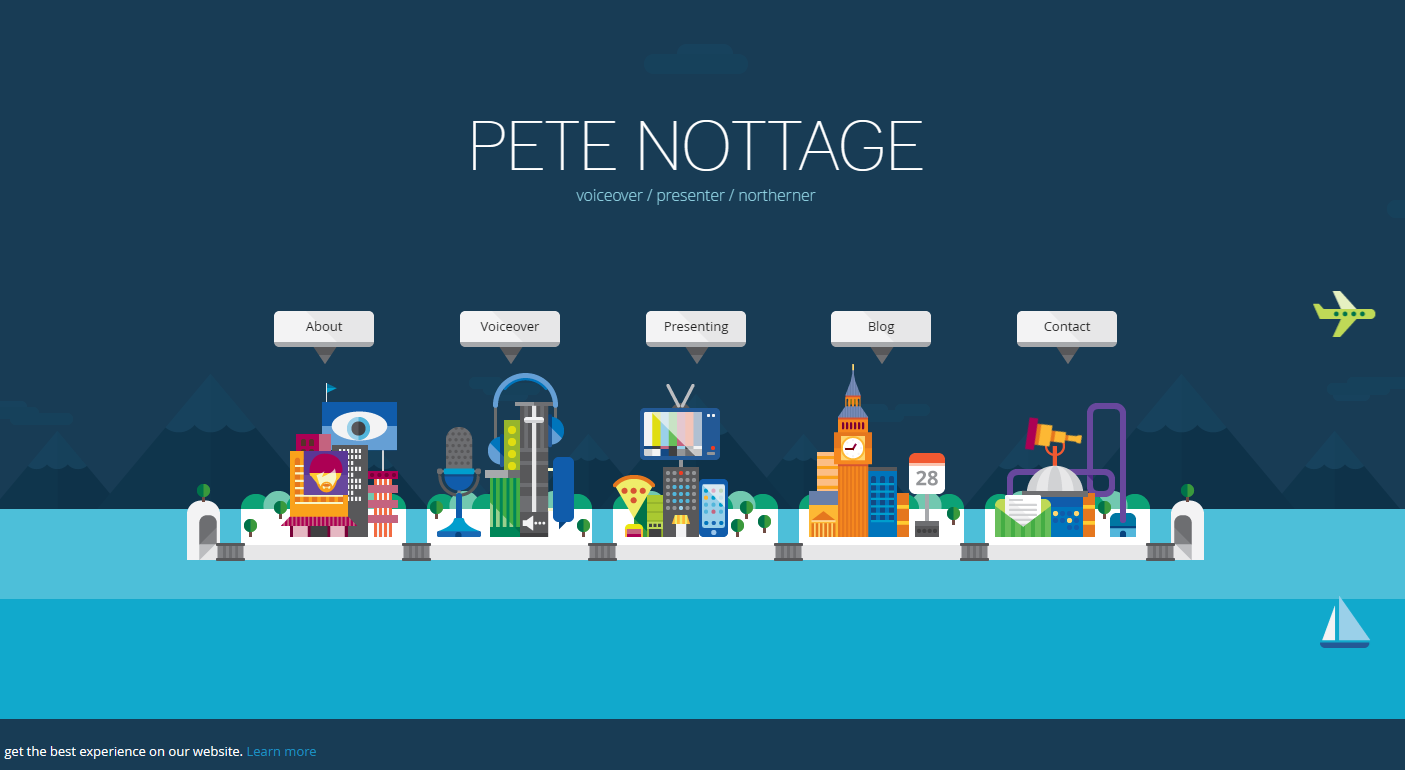 PETE NOTTAGE
voiceover / presenter / northerner
About
Voiceover
Presenting
Blog
Contact
28
get the best experience on our website. Learn more